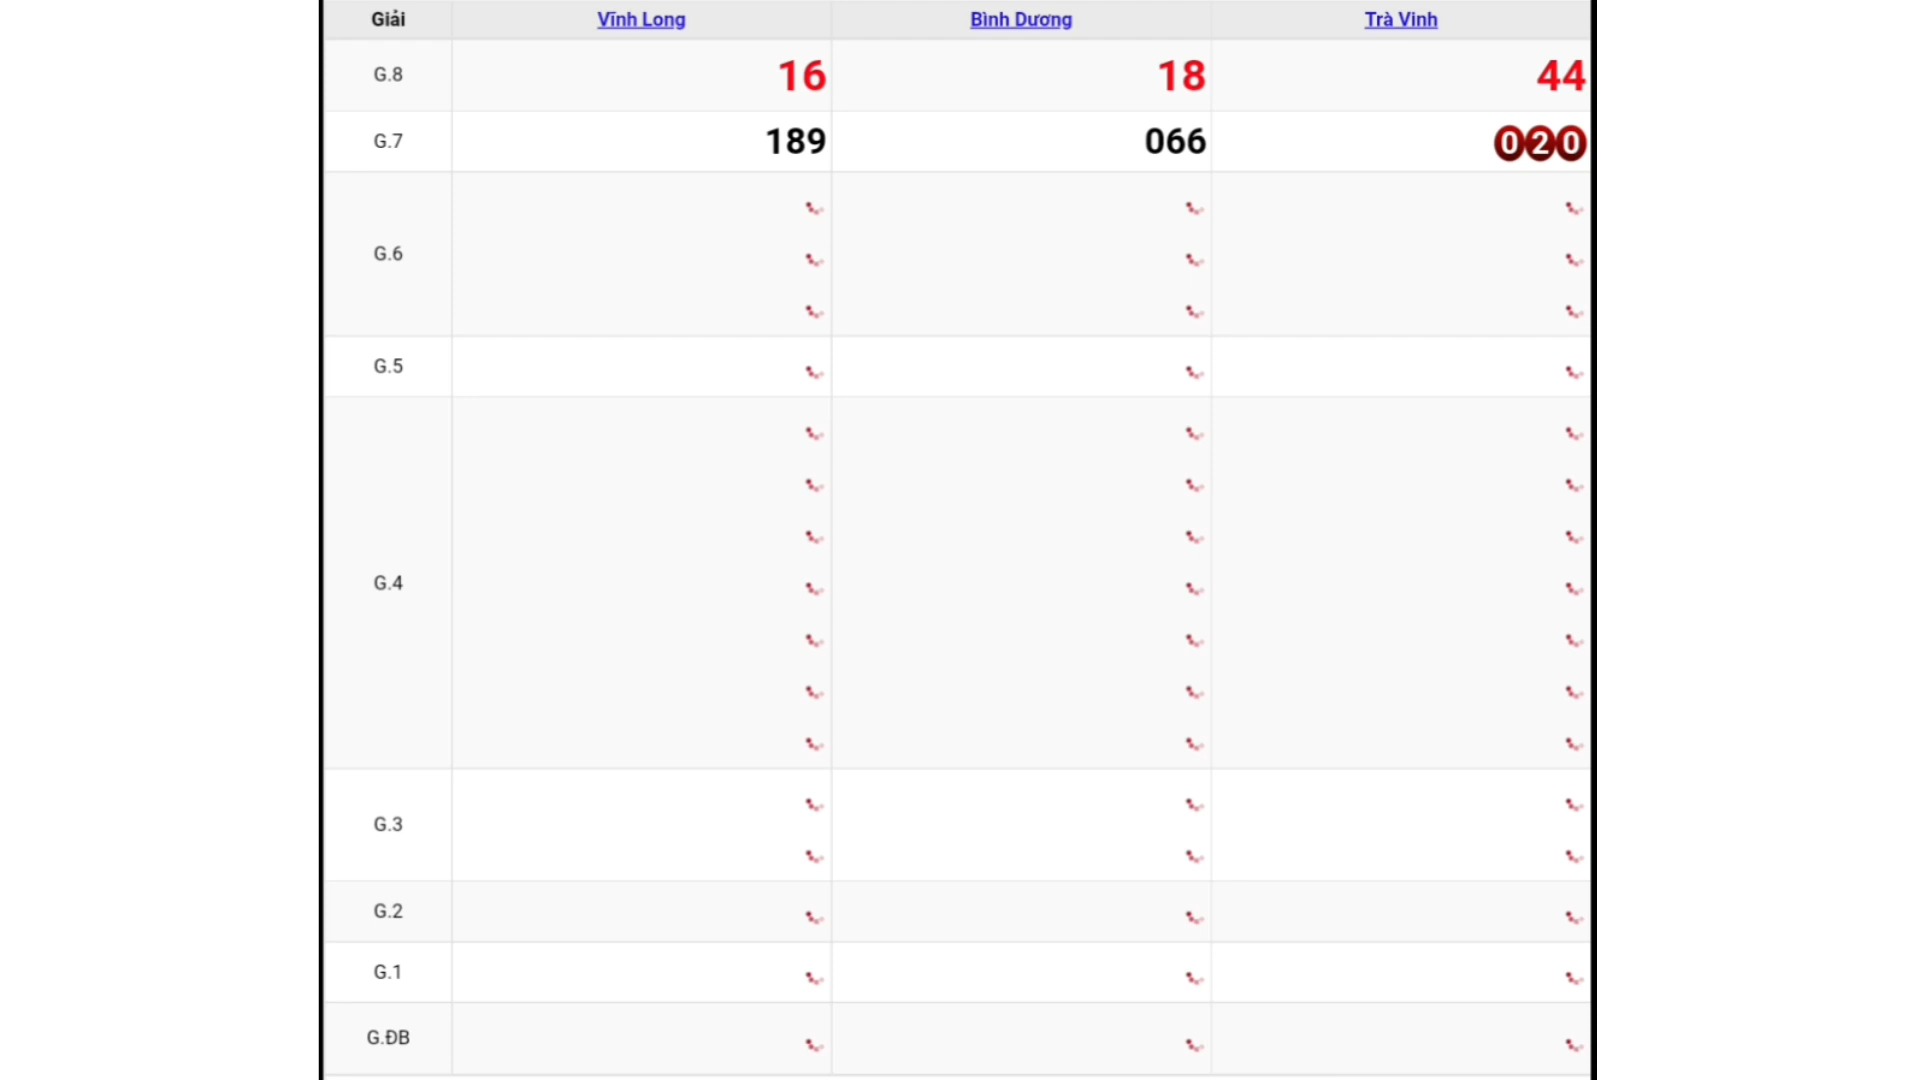 Giải Vĩnh Long Bình Dương Trà Vinh
G.8 16 18 44
G.7 189 066 020
G.6
G.5
G.4
G.3
G.2
G.1
G.ĐB